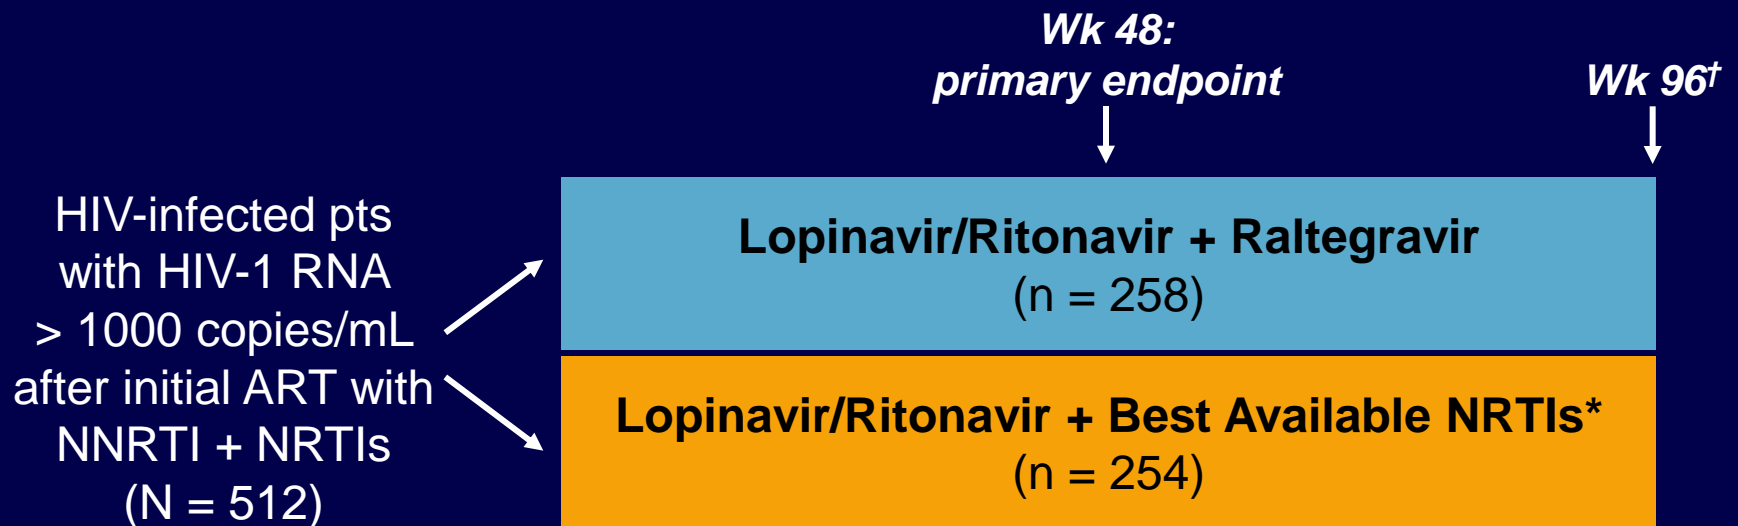 Wk 48:
primary endpoint
Wk 96†
HIV-infected pts
with HIV-1 RNA
> 1000 copies/mL
after initial ART with
NNRTI + NRTIs
(N = 512)
Lopinavir/Ritonavir + Raltegravir
(n = 258)
Lopinavir/Ritonavir + Best Available NRTIs*
(n = 254)